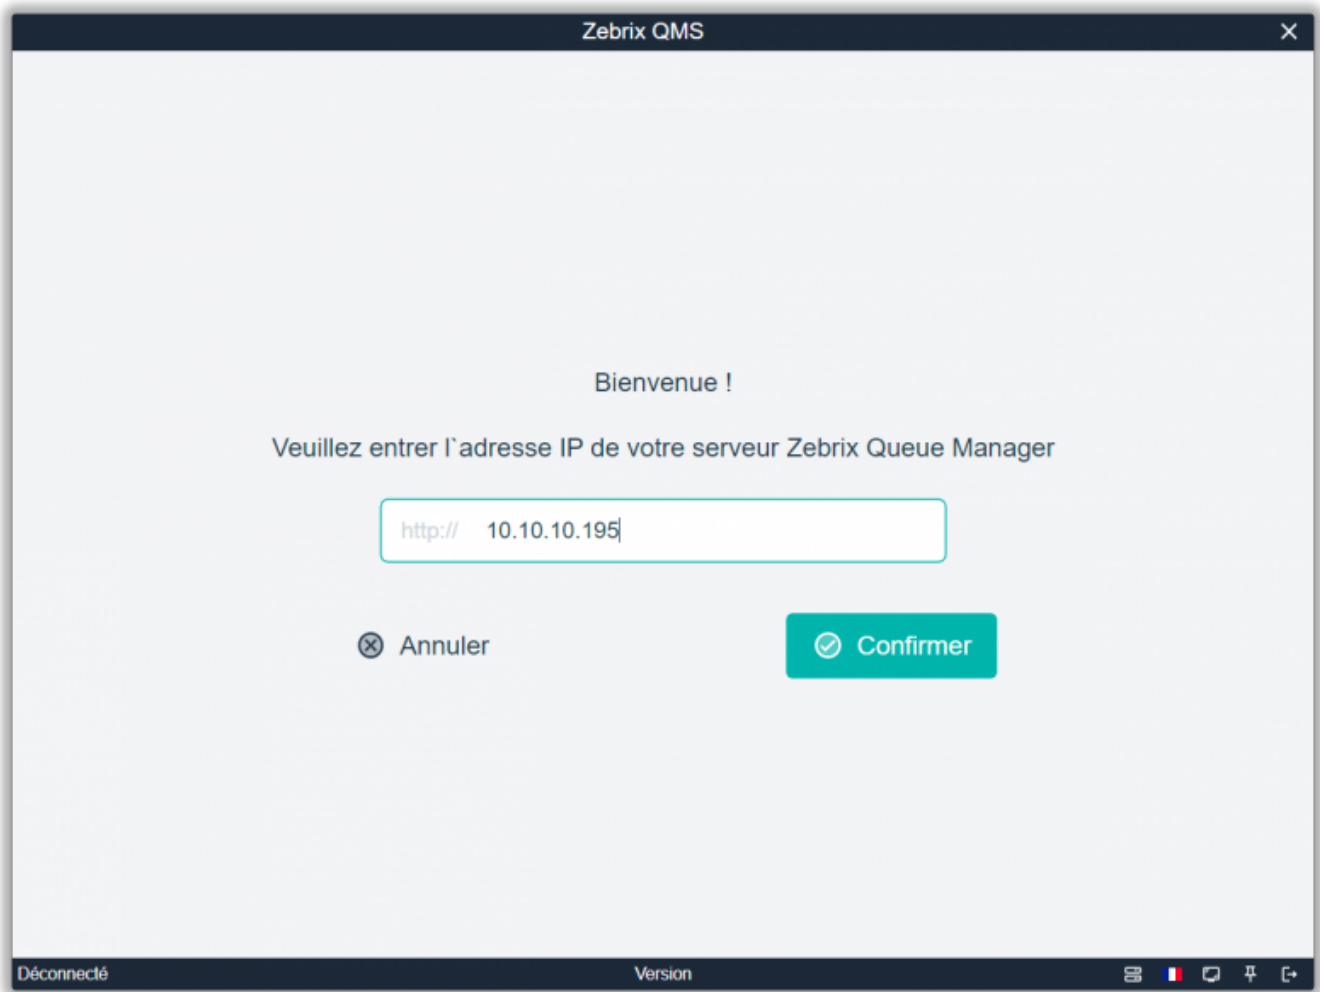 Zebrix QMS
Bienvenue !
Veuillez entrer l`adresse IP de votre serveur Zebrix Queue Manager
http:// 10.10.10.195
Annuler Confirmer
Déconnecté Version